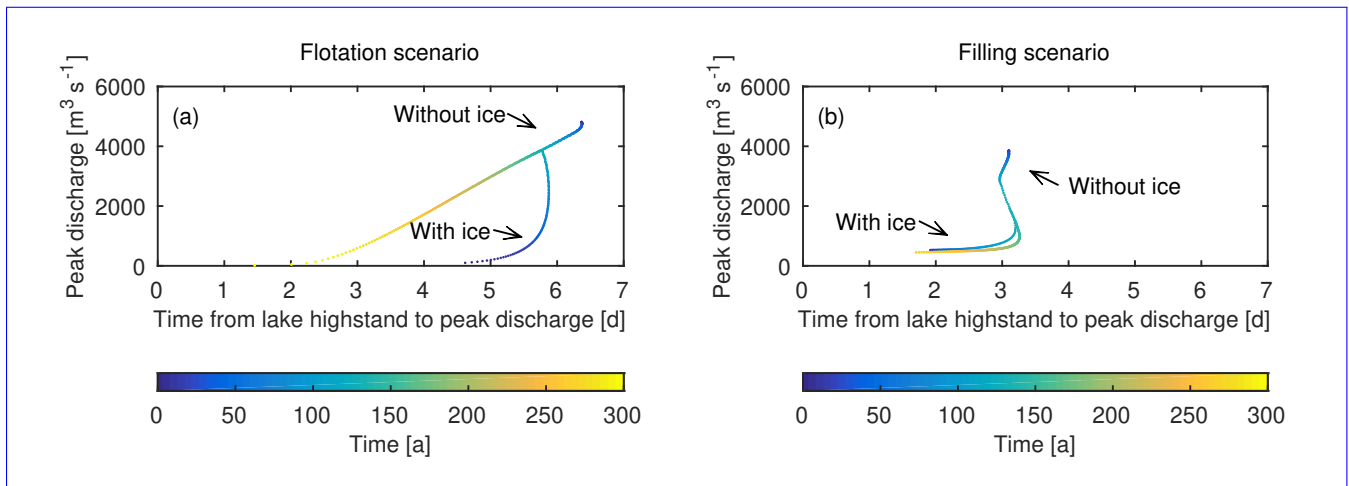 Flotation scenario
Peak discharge [m³ s⁻¹]
6000
4000
2000
0
(a)
Without ice
With ice
0 1 2 3 4 5 6 7
Time from lake highstand to peak discharge [d]
0 50 100 150 200 250 300
Time [a]
Filling scenario
Peak discharge [m³ s⁻¹]
6000
4000
2000
0
(b)
Without ice
With ice
0 1 2 3 4 5 6 7
Time from lake highstand to peak discharge [d]
0 50 100 150 200 250 300
Time [a]